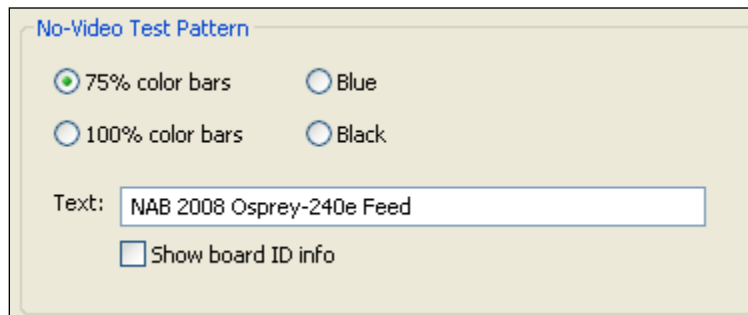 No-Video Test Pattern
75% color bars Blue
100% color bars Black
Text: NAB 2008 Osprey-240e Feed
Show board ID info